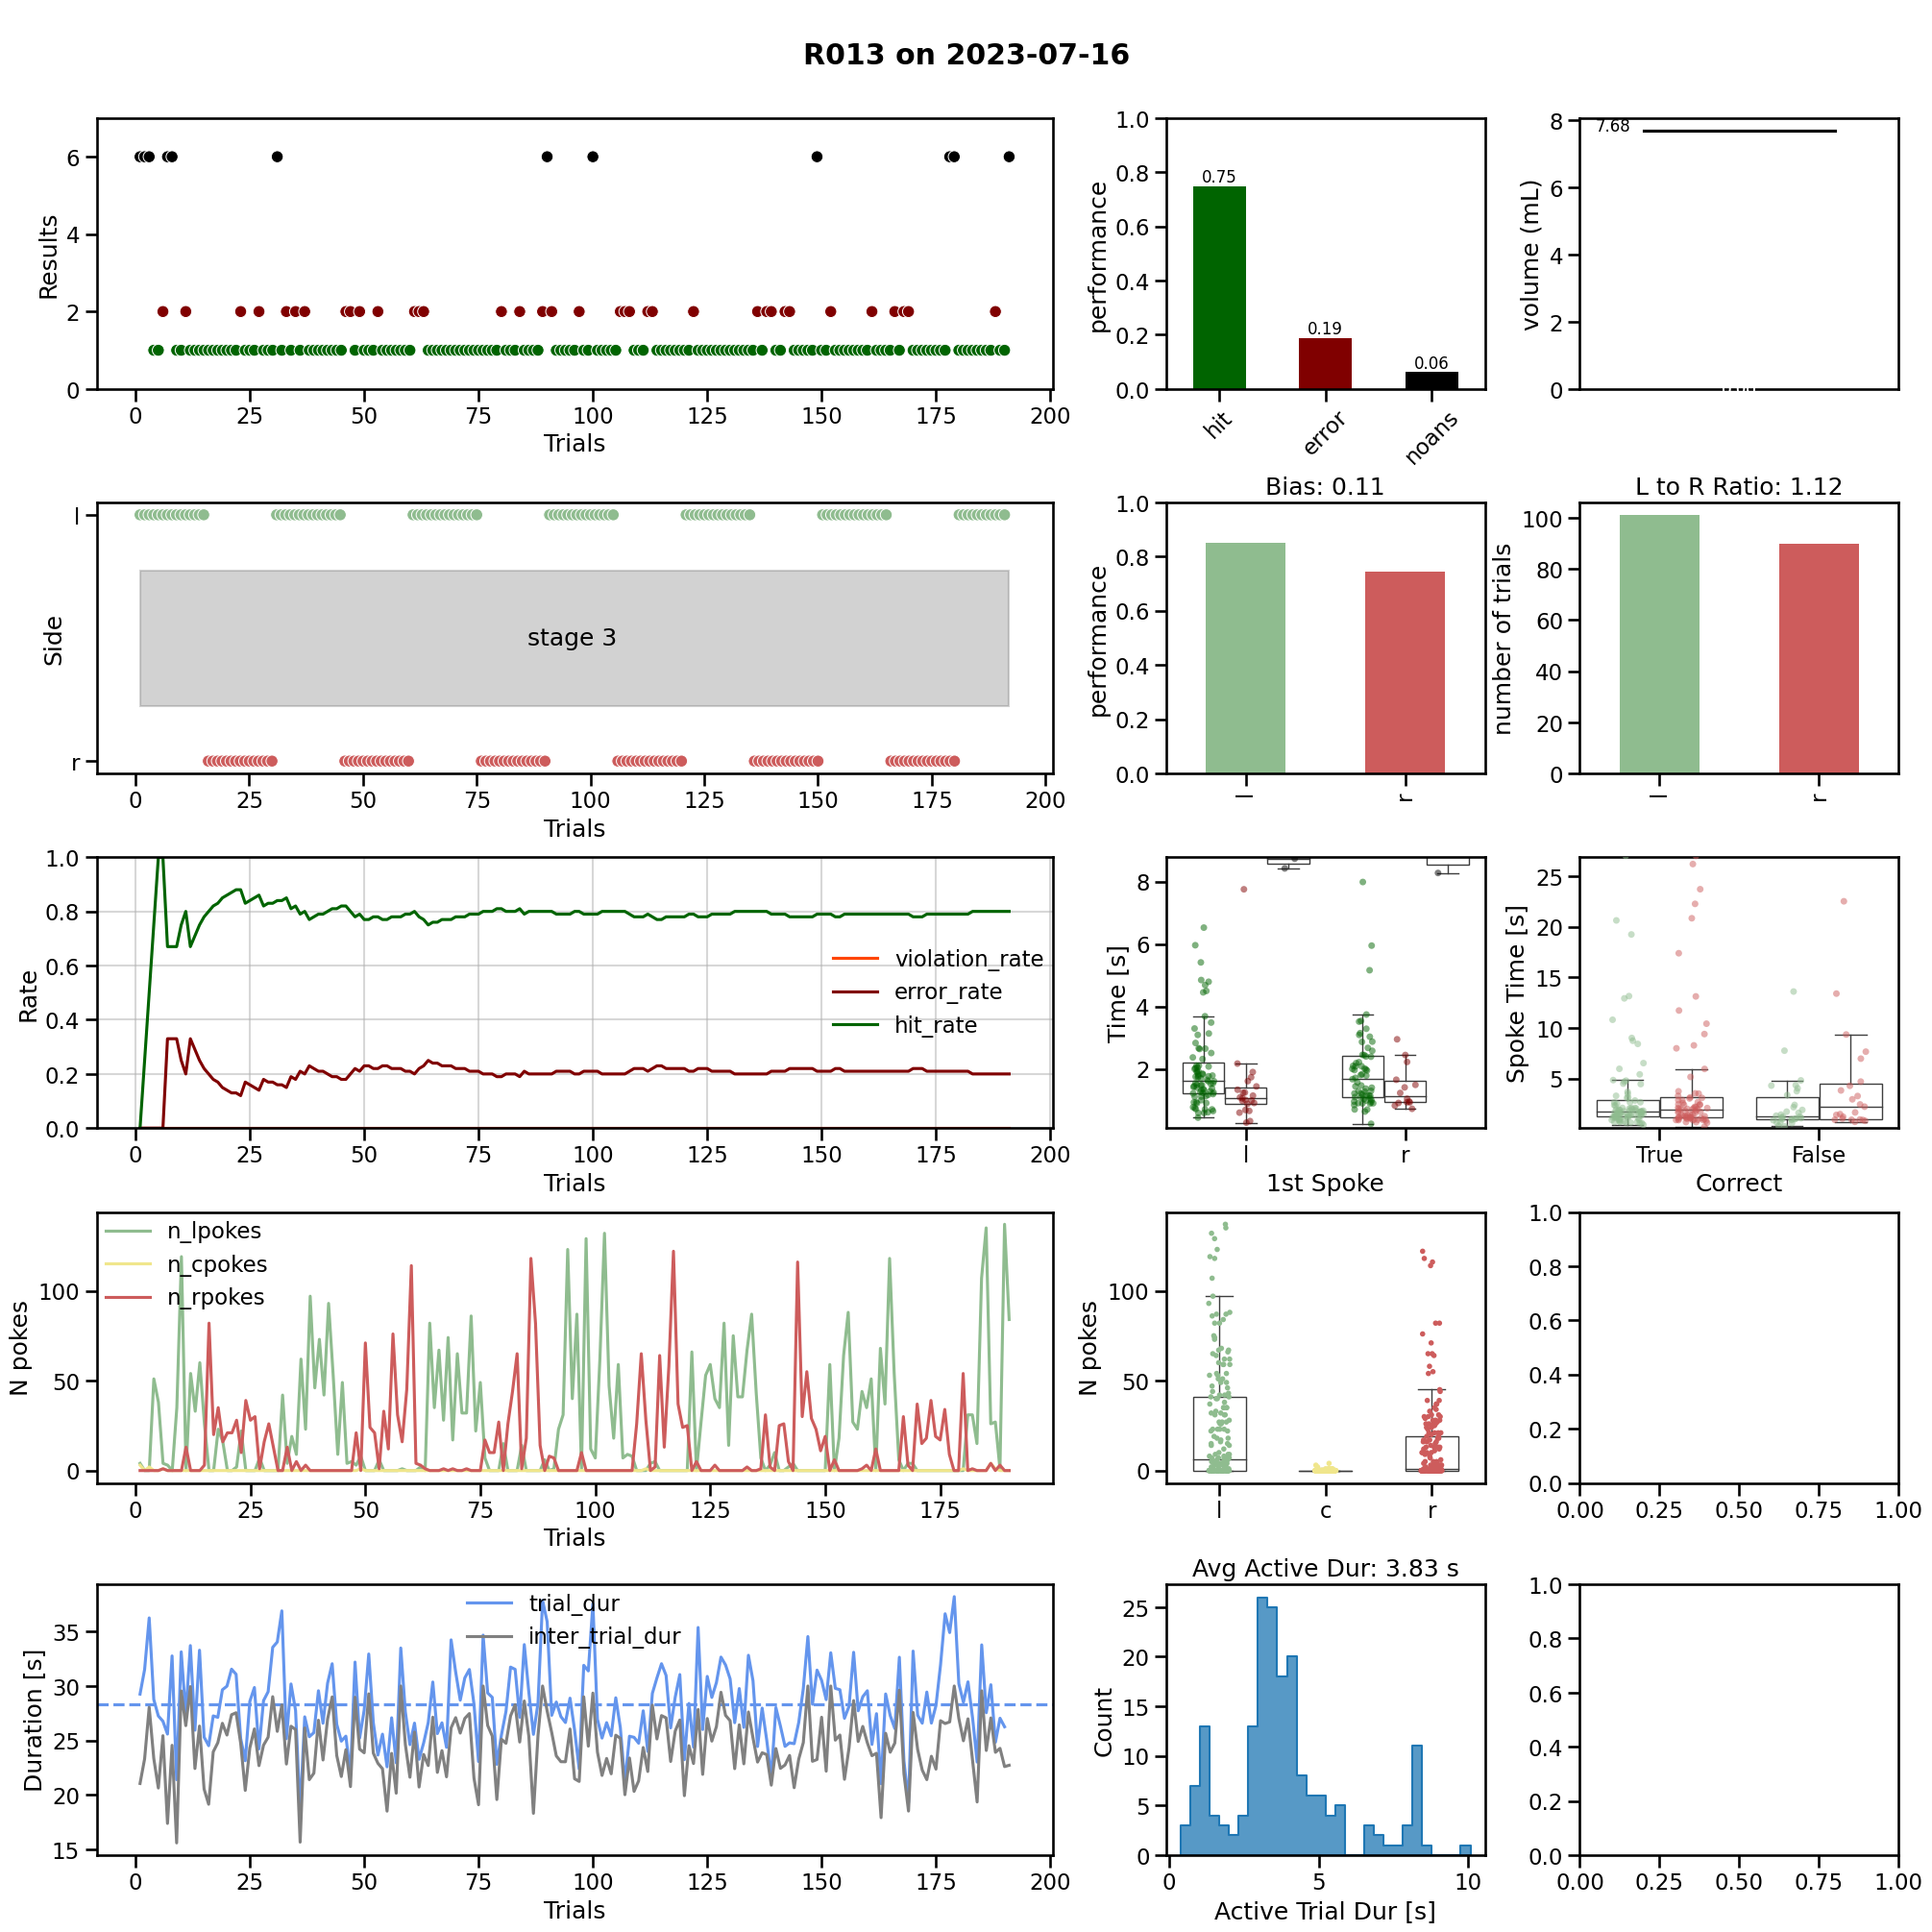 R013 on 2023-07-16
Results
6
4
2
0
0 25 50 75 100 125 150 175 200
Trials
performance
1.0
0.8
0.6
0.4
0.2
0.0
0.75
0.19
0.06
hit error noans
volume (mL)
8
6
4
2
0
7.68
Side
l
r
stage 3
0 25 50 75 100 125 150 175 200
Trials
Bias: 0.11
performance
1.0
0.8
0.6
0.4
0.2
0.0
l r
L to R Ratio: 1.12
number of trials
100
80
60
40
20
0
l r
Rate
1.0
0.8
0.6
0.4
0.2
0.0
violation_rate
error_rate
hit_rate
0 25 50 75 100 125 150 175 200
Trials
Time [s]
8
6
4
2
l r
1st Spoke
Spoke Time [s]
25
20
15
10
5
True False
Correct
N pokes
100
50
0
n_lpokes
n_cpokes
n_rpokes
0 25 50 75 100 125 150 175
Trials
N pokes
100
50
0
l c r
1.0
0.8
0.6
0.4
0.2
0.0
0.00 0.25 0.50 0.75 1.00
Duration [s]
35
30
25
20
15
trial_dur
inter_trial_dur
0 25 50 75 100 125 150 175 200
Trials
Avg Active Dur: 3.83 s
Count
25
20
15
10
5
0
0 5 10
Active Trial Dur [s]
1.0
0.8
0.6
0.4
0.2
0.0
0.00 0.25 0.50 0.75 1.00